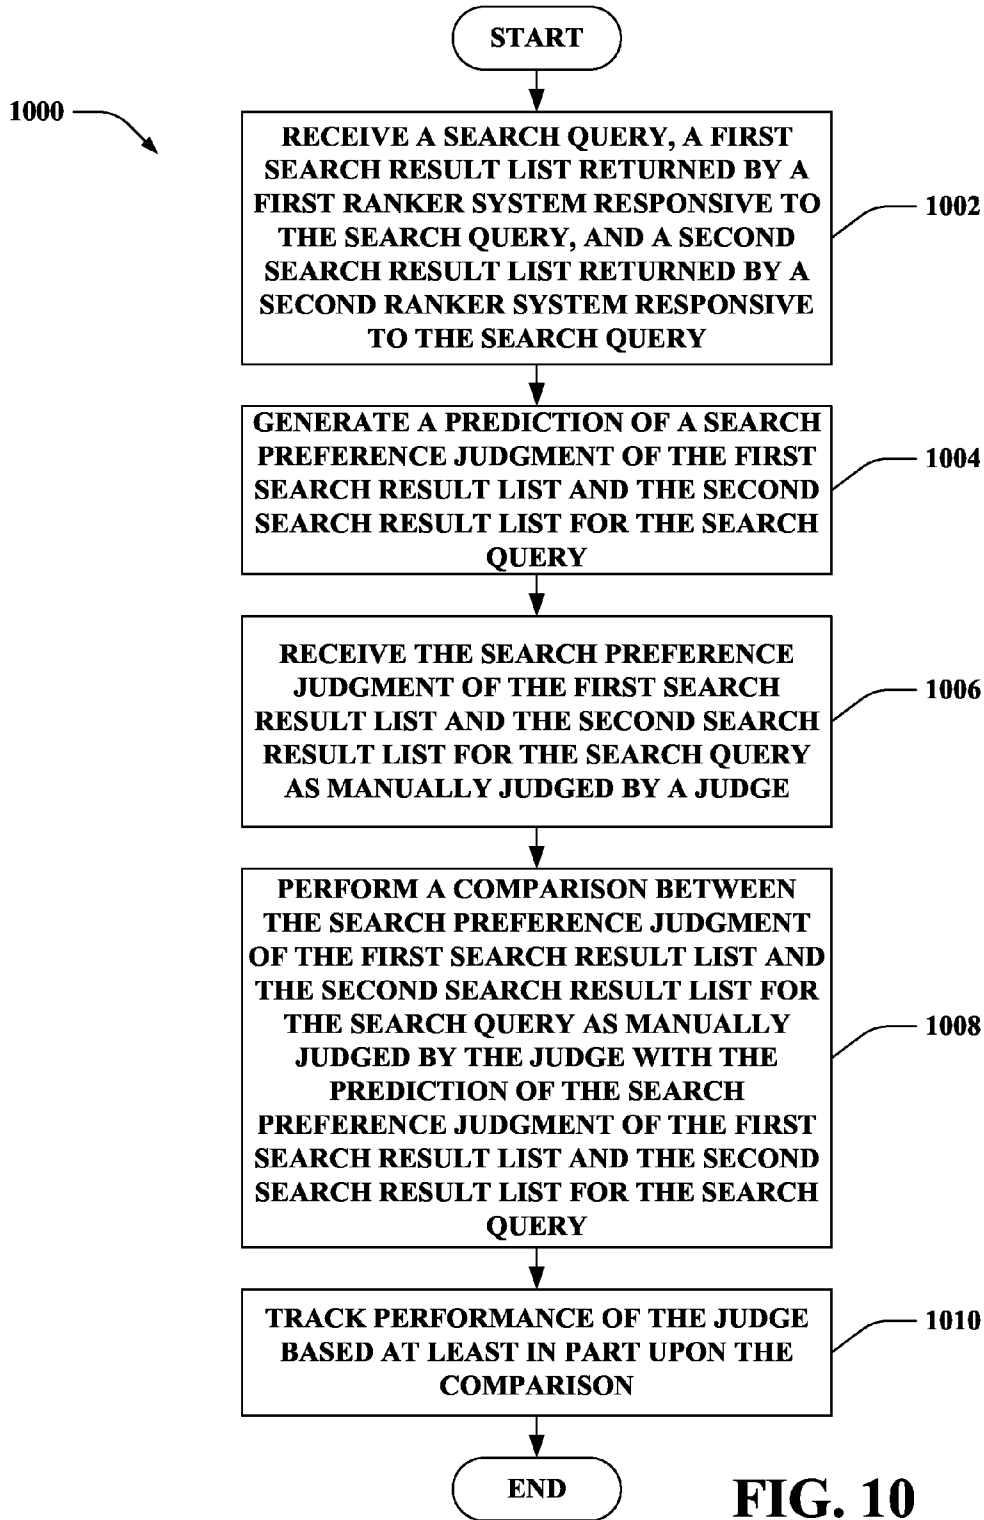 START
1000
RECEIVE A SEARCH QUERY, A FIRST
SEARCH RESULT LIST RETURNED BY A
FIRST RANKER SYSTEM RESPONSIVE TO
THE SEARCH QUERY, AND A SECOND
SEARCH RESULT LIST RETURNED BY A
SECOND RANKER SYSTEM RESPONSIVE
TO THE SEARCH QUERY
1002
GENERATE A PREDICTION OF A SEARCH
PREFERENCE JUDGMENT OF THE FIRST
SEARCH RESULT LIST AND THE SECOND
SEARCH RESULT LIST FOR THE SEARCH
QUERY
1004
RECEIVE THE SEARCH PREFERENCE
JUDGMENT OF THE FIRST SEARCH
RESULT LIST AND THE SECOND SEARCH
RESULT LIST FOR THE SEARCH QUERY
AS MANUALLY JUDGED BY A JUDGE
1006
PERFORM A COMPARISON BETWEEN
THE SEARCH PREFERENCE JUDGMENT
OF THE FIRST SEARCH RESULT LIST AND
THE SECOND SEARCH RESULT LIST FOR
THE SEARCH QUERY AS MANUALLY
JUDGED BY THE JUDGE WITH THE
PREDICTION OF THE SEARCH
PREFERENCE JUDGMENT OF THE FIRST
SEARCH RESULT LIST AND THE SECOND
SEARCH RESULT LIST FOR THE SEARCH
QUERY
1008
TRACK PERFORMANCE OF THE JUDGE
BASED AT LEAST IN PART UPON THE
COMPARISON
1010
END
FIG. 10